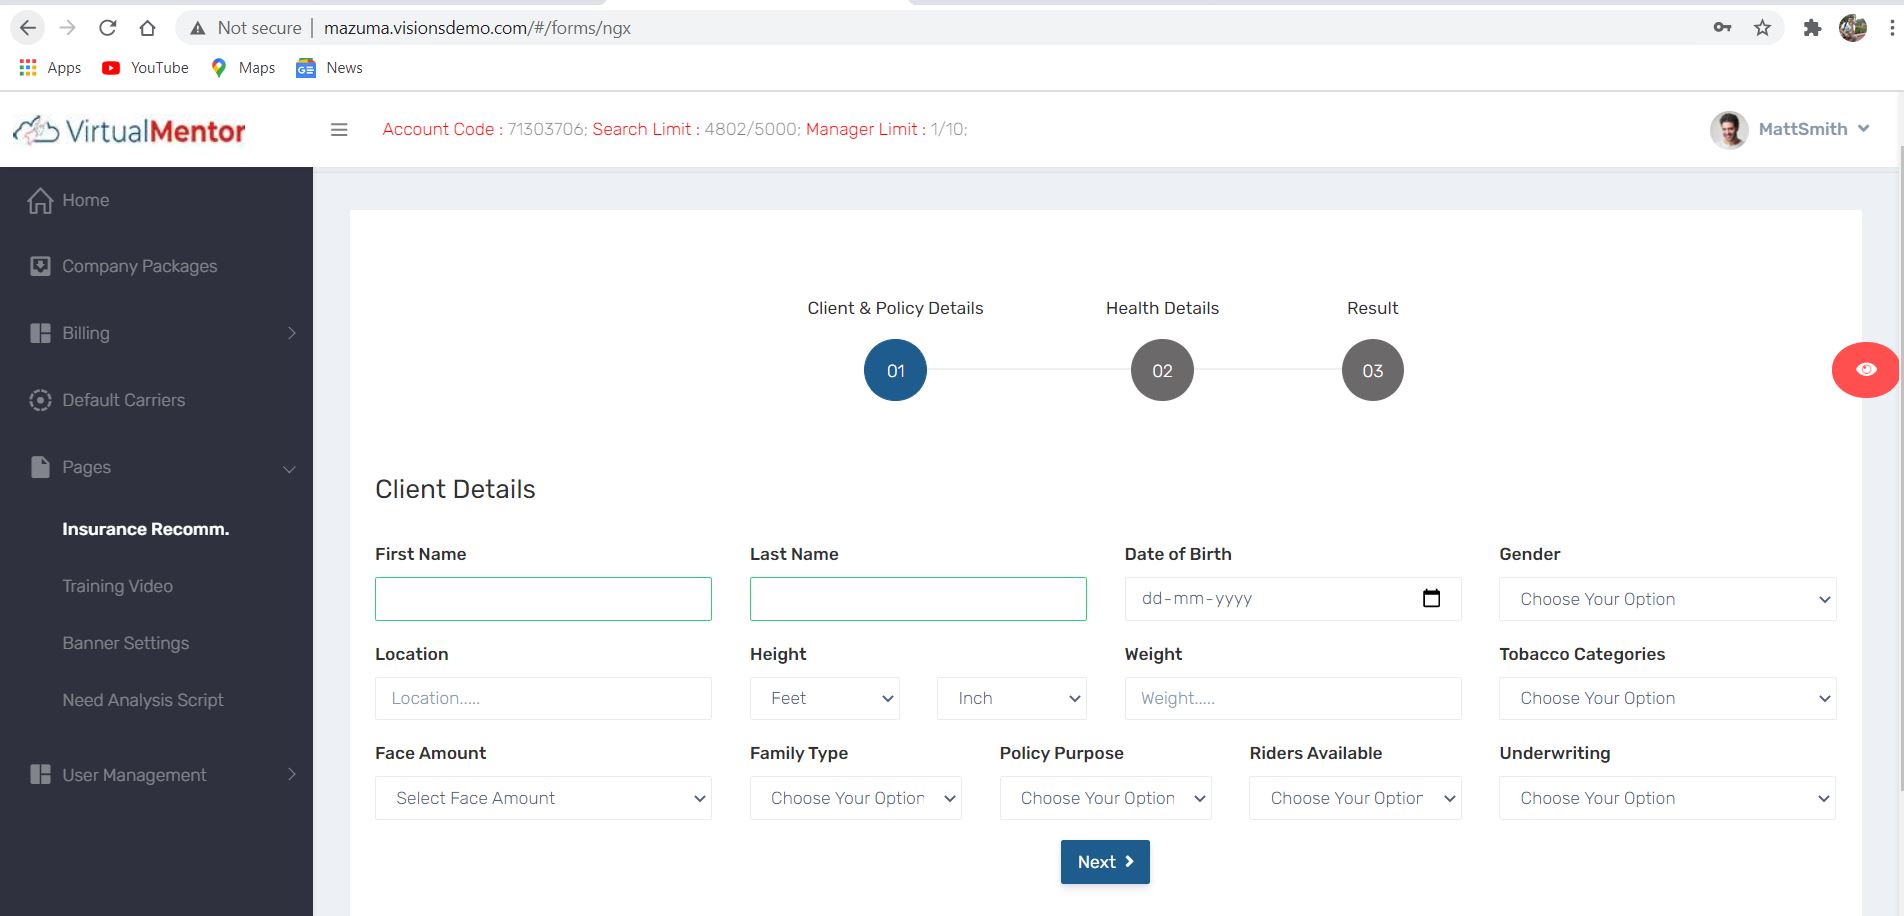 Not secure | mazuma.visionsdemo.com/#/forms/ngx
Apps YouTube Maps GE News
VirtualMentor
Account Code : 71303706; Search Limit : 4802/5000; Manager Limit : 1/10;
MattSmith
Home
Company Packages
Billing
Default Carriers
Pages
Insurance Recomm.
Training Video
Banner Settings
Need Analysis Script
User Management
Client & Policy Details Health Details Result
01 02 03
Client Details
First Name Last Name Date of Birth Gender
dd-mm-yyyy Choose Your Option
Location Height Weight Tobacco Categories
Location..... Feet Inch Weight..... Choose Your Option
Face Amount Family Type Policy Purpose Riders Available Underwriting
Select Face Amount Choose Your Option Choose Your Option Choose Your Option Choose Your Option
Next